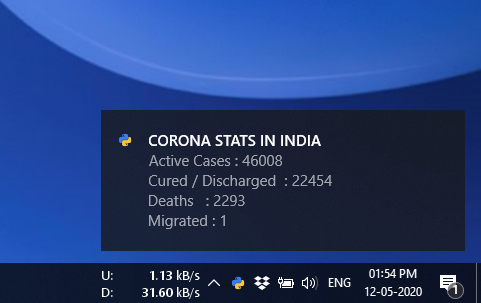 CORONA STATS IN INDIA
Active Cases : 46008
Cured / Discharged : 22454
Deaths : 2293
Migrated : 1
U: 1.13 kB/s
D: 31.60 kB/s
ENG
01:54 PM
12-05-2020
1